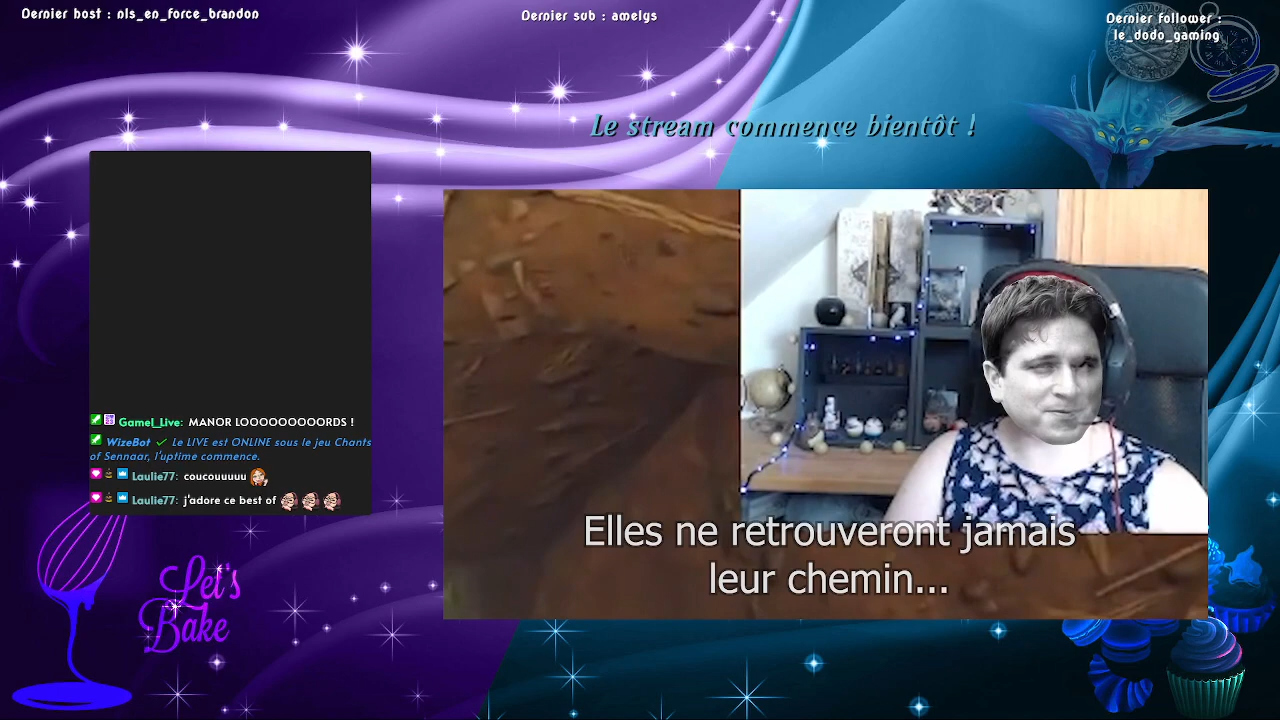 Dernier host : nls_en_force_brandon
Dernier sub : amelgs
Dernier follower :
le_dodo_gaming
Le stream commence bientôt !
Gamel_Live: MANOR LOOOOOOOOORDS !
WizeBot ✓ Le LIVE est ONLINE sous le jeu Chants
of Sennaar, l'uptime commence.
Laulie77: coucouuuuu
Laulie77: j'adore ce best of
Elles ne retrouveront jamais
leur chemin...
Let's
Bake